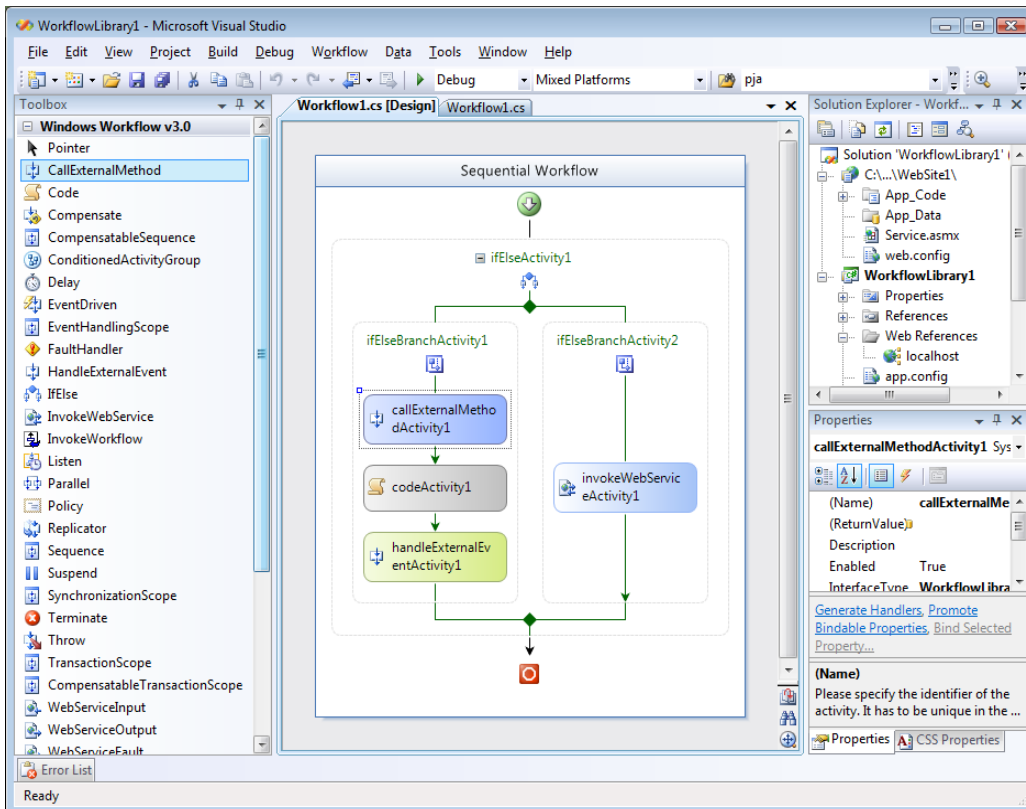 WorkflowLibrary1 - Microsoft Visual Studio
File Edit View Project Build Debug Workflow Data Tools Window Help
Debug Mixed Platforms pja
Toolbox
Windows Workflow v3.0
Pointer
CallExternalMethod
Code
Compensate
CompensatableSequence
ConditionedActivityGroup
Delay
EventDriven
EventHandlingScope
FaultHandler
HandleExternalEvent
IfElse
InvokeWebService
InvokeWorkflow
Listen
Parallel
Policy
Replicator
Sequence
Suspend
SynchronizationScope
Terminate
Throw
TransactionScope
CompensatableTransactionScope
WebServiceInput
WebServiceOutput
WebServiceFault
Workflow1.cs [Design] Workflow1.cs
Sequential Workflow
ifElseActivity1
ifElseBranchActivity1
ifElseBranchActivity2
callExternalMetho
dActivity1
codeActivity1
handleExternalEv
entActivity1
invokeWebServic
eActivity1
Solution Explorer - Workf...
Solution 'WorkflowLibrary1' (
C:\...\WebSite1\
App_Code
App_Data
Service.asmx
web.config
WorkflowLibrary1
Properties
References
Web References
localhost
app.config
Properties
callExternalMethodActivity1 Sys
(Name) callExternalMe
(ReturnValue)
Description
Enabled True
InterfaceType WorkflowLibra
Generate Handlers, Promote
Bindable Properties, Bind Selected
Property...
(Name)
Please specify the identifier of the
activity. It has to be unique in the ...
Properties CSS Properties
Error List
Ready